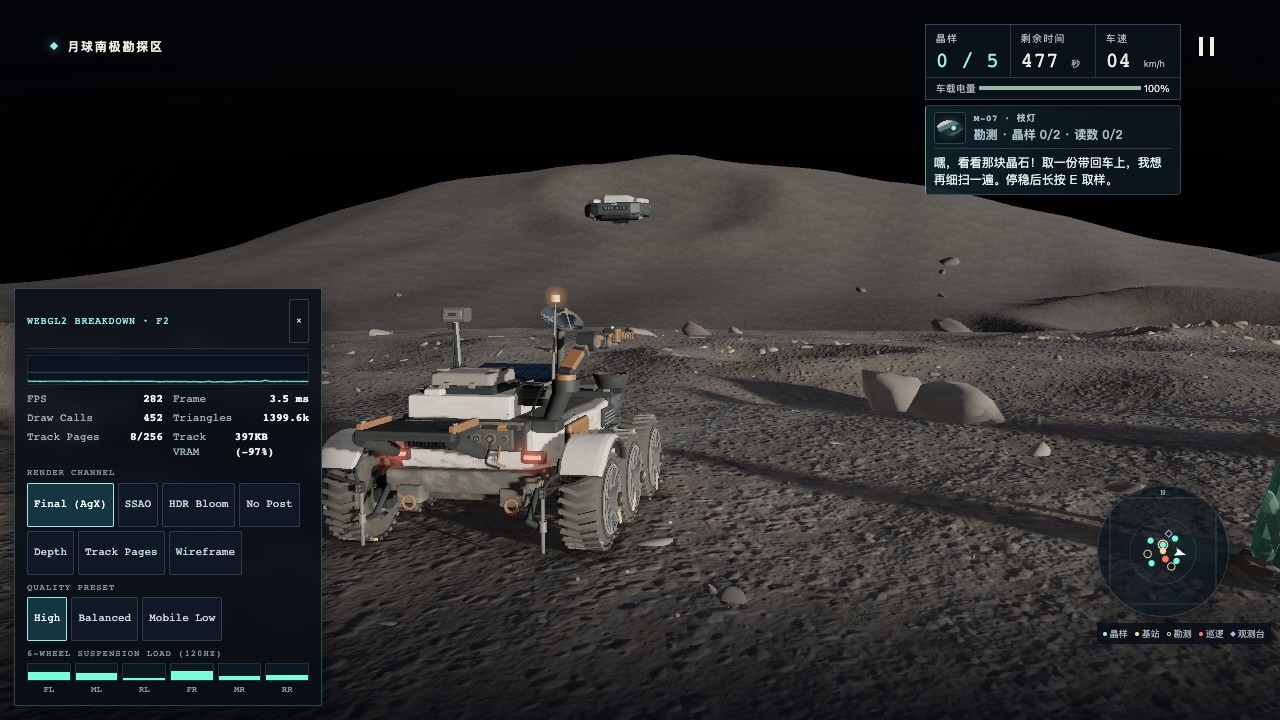 月球南极勘探区
晶样 剩余时间 车速
0 / 5 477 秒 04 km/h
车载电量 100%
M-07 · 枝灯
勘测 · 晶样 0/2 · 读数 0/2
嘿，看看那块晶石！取一份带回车上，我想
再细扫一遍。停稳后长按 E 取样。
WEBGL2 BREAKDOWN · F2 ×
FPS 282 Frame 3.5 ms
Draw Calls 452 Triangles 1399.6k
Track Pages 8/256 Track VRAM 397KB (-97%)
RENDER CHANNEL
Final (AgX) SSAO HDR Bloom No Post
Depth Track Pages Wireframe
QUALITY PRESET
High Balanced Mobile Low
6-WHEEL SUSPENSION LOAD (120HZ)
FL ML RL FR MR RR
N
晶样 基站 勘测 巡逻 观测台